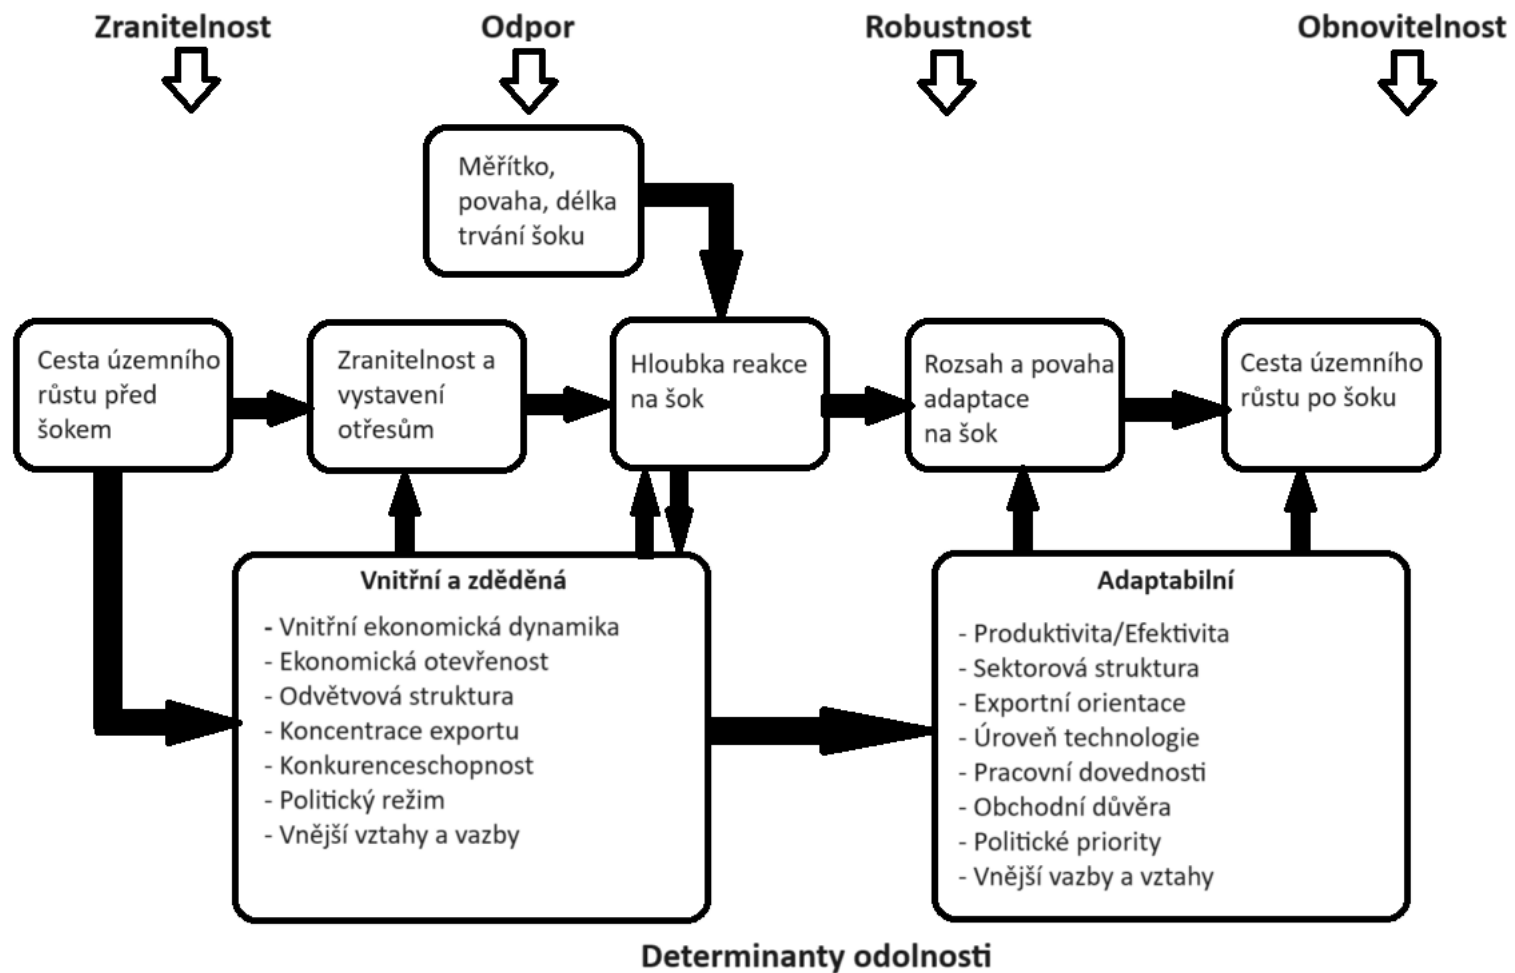 Zranitelnost
Odpor
Robustnost
Obnovitelnost
Měřítko,
povaha, délka
trvání šoku
Cesta územního
růstu před
šokem
Zranitelnost a
vystavení
otřesům
Hloubka reakce
na šok
Rozsah a povaha
adaptace
na šok
Cesta územního
růstu po šoku
Vnitřní a zděděná
- Vnitřní ekonomická dynamika
- Ekonomická otevřenost
- Odvětvová struktura
- Koncentrace exportu
- Konkurenceschopnost
- Politický režim
- Vnější vztahy a vazby
Adaptabilní
- Produktivita/Efektivita
- Sektorová struktura
- Exportní orientace
- Úroveň technologie
- Pracovní dovednosti
- Obchodní důvěra
- Politické priority
- Vnější vazby a vztahy
Determinanty odolnosti